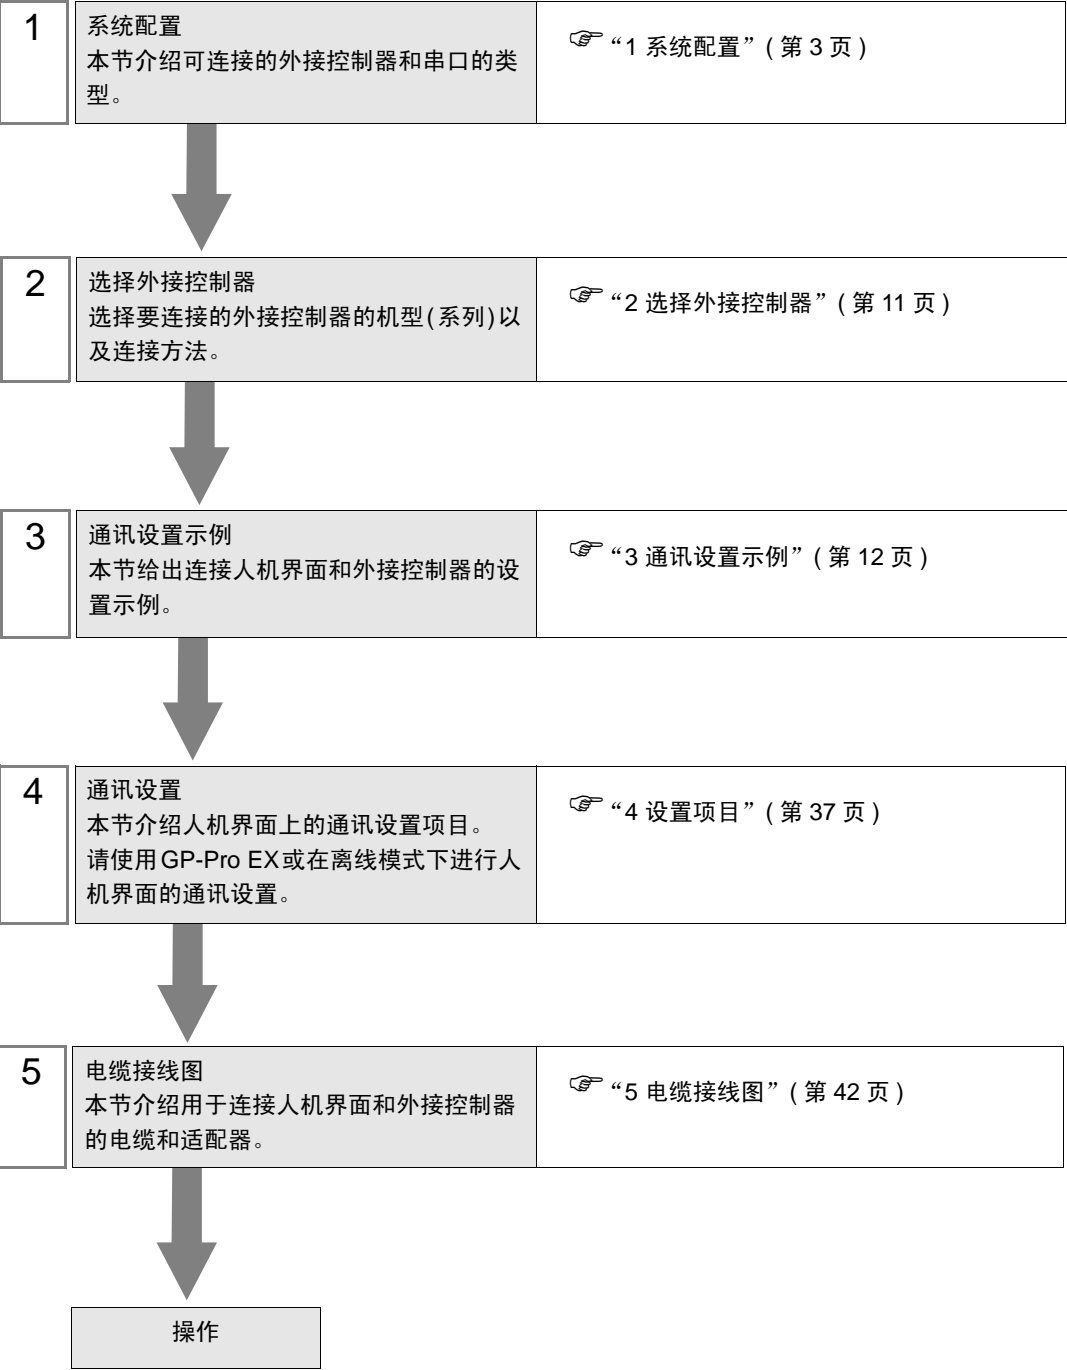 1
系统配置
本节介绍可连接的外接控制器和串口的类
型。
“1 系统配置” ( 第 3 页 )
2
选择外接控制器
选择要连接的外接控制器的机型(系列)以
及连接方法。
“2 选择外接控制器” ( 第 11 页 )
3
通讯设置示例
本节给出连接人机界面和外接控制器的设
置示例。
“3 通讯设置示例” ( 第 12 页 )
4
通讯设置
本节介绍人机界面上的通讯设置项目。
请使用GP-Pro EX或在离线模式下进行人
机界面的通讯设置。
“4 设置项目” ( 第 37 页 )
5
电缆接线图
本节介绍用于连接人机界面和外接控制器
的电缆和适配器。
“5 电缆接线图” ( 第 42 页 )
操作